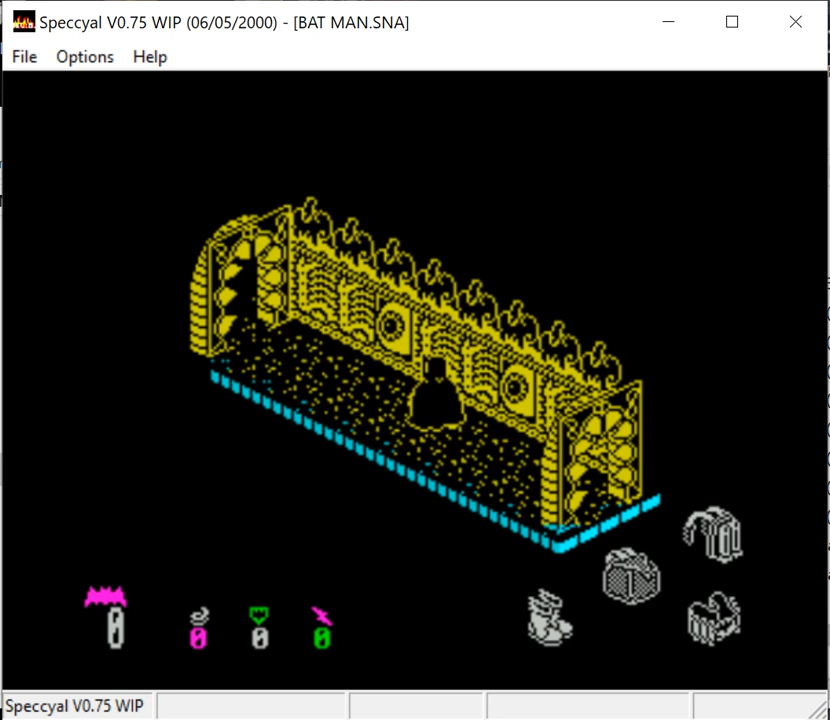 Speccyal V0.75 WIP (06/05/2000) - [BAT MAN.SNA]
File Options Help
0
0 0 0
Speccyal V0.75 WIP